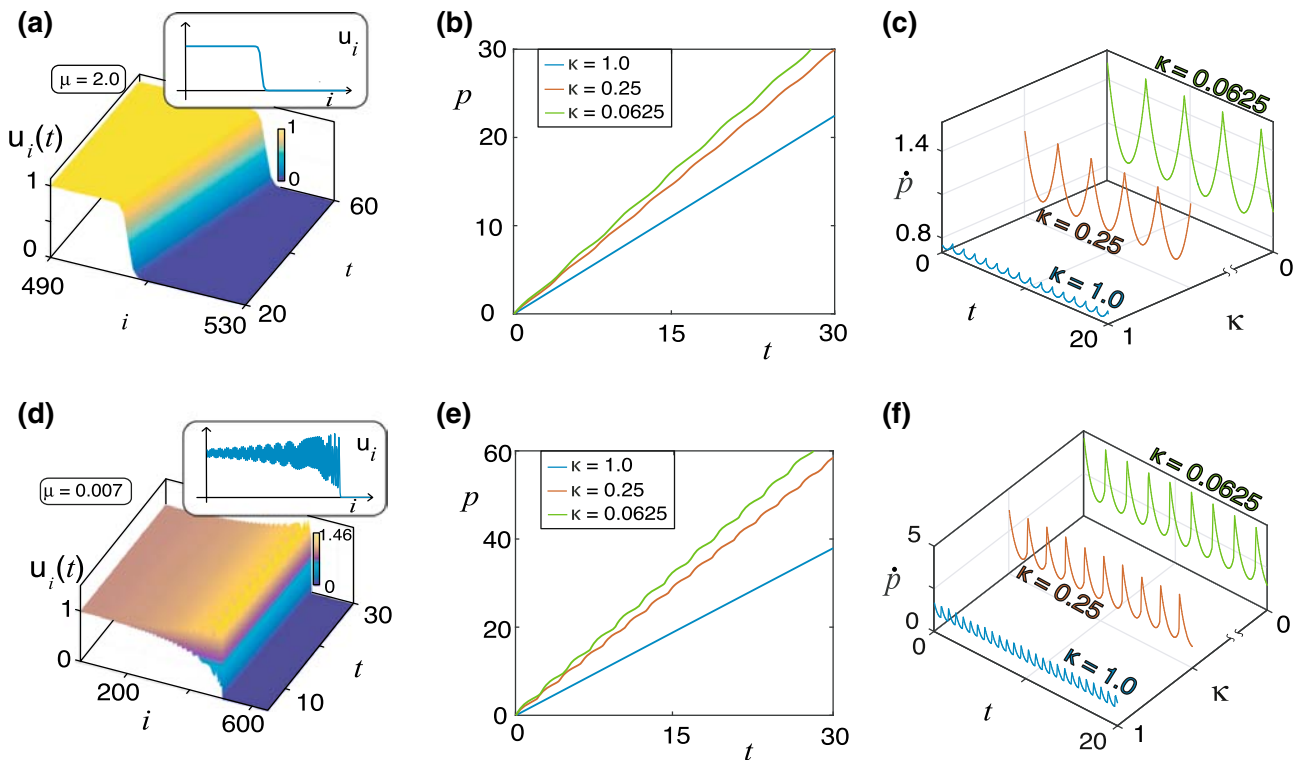 (a)
u_i
i
μ = 2.0
u_i(t)
1
0
1
0
490
530
i
20
60
t
(b)
30
20
10
0
p
κ = 1.0
κ = 0.25
κ = 0.0625
0
15
30
t
(c)
1.4
0.8
ṗ
κ = 0.0625
κ = 0.25
κ = 1.0
0
20
t
1
0
κ
(d)
u_i
i
μ = 0.007
u_i(t)
1.46
0
1
0
200
600
i
10
30
t
(e)
60
40
20
0
p
κ = 1.0
κ = 0.25
κ = 0.0625
0
15
30
t
(f)
5
0
ṗ
κ = 0.0625
κ = 0.25
κ = 1.0
0
20
t
1
0
κ